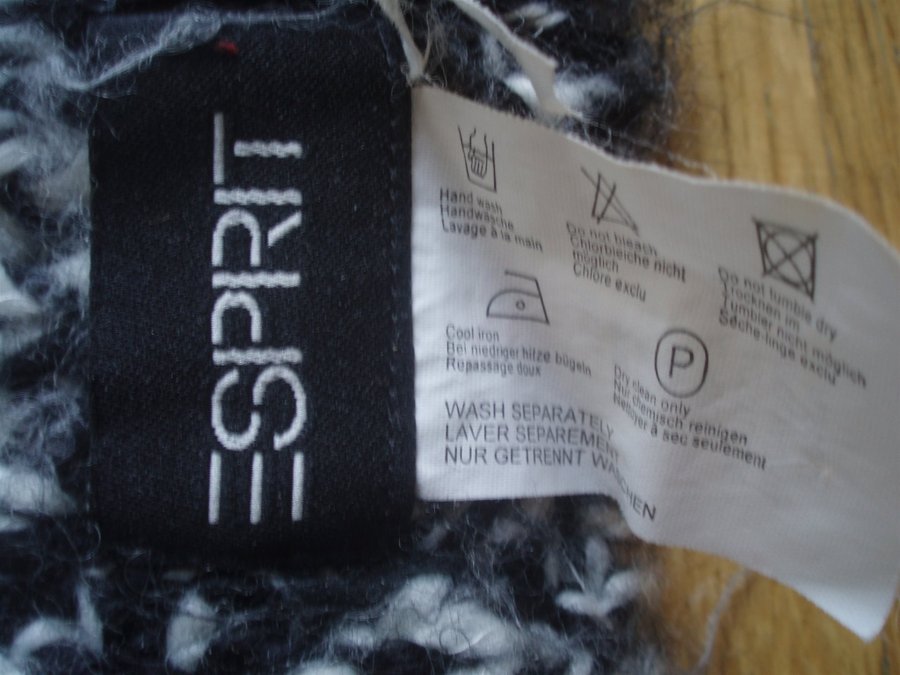 ESPRIT
Hand wash
Handwäsche
Lavage à la main
Do not bleach
Chlorbleiche nicht
möglich
Chlore exclu
Do not tumble dry
Trocknen im
Tumbler nicht möglich
Sèche-linge exclu
Cool iron
Bei niedriger hitze bügeln
Repassage doux
P
Dry clean only
Nur chemisch reinigen
Nettoyer à sec seulement
WASH SEPARATELY
LAVER SEPAREMENT
NUR GETRENNT WASCHEN